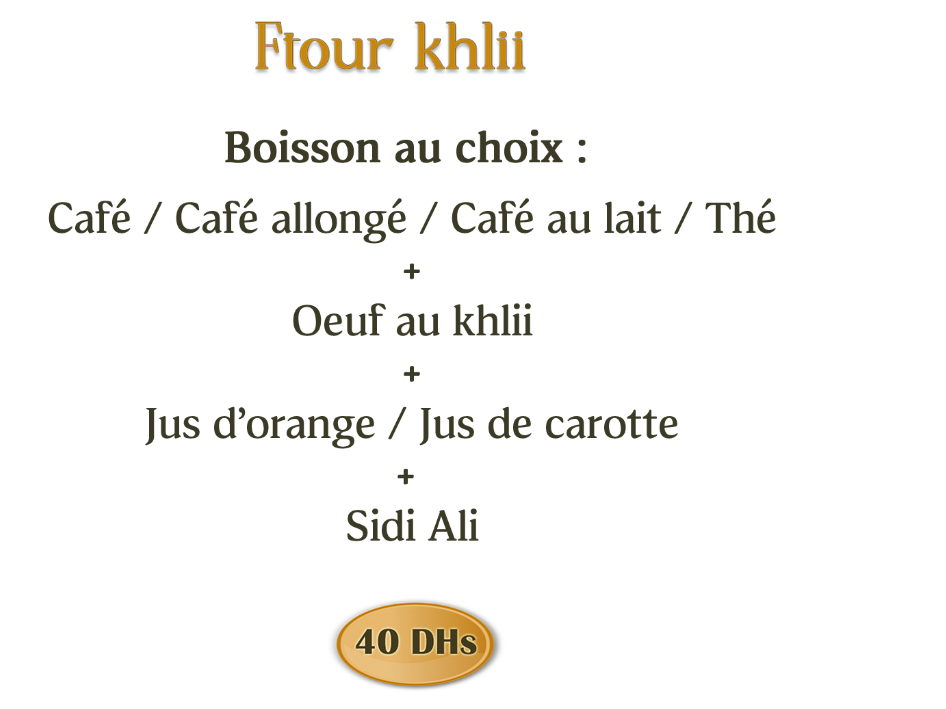 Ftour khlii
Boisson au choix :
Café / Café allongé / Café au lait / Thé
+
Oeuf au khlii
+
Jus d’orange / Jus de carotte
+
Sidi Ali
40 DHs